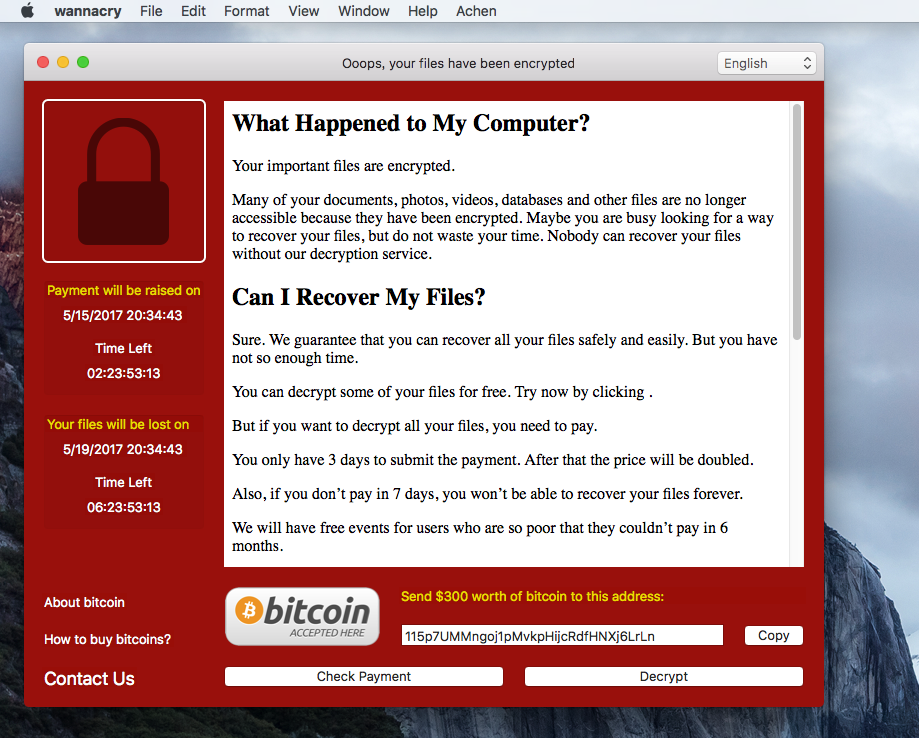 wannacry File Edit Format View Window Help Achen
Ooops, your files have been encrypted
English
What Happened to My Computer?
Your important files are encrypted.
Many of your documents, photos, videos, databases and other files are no longer
accessible because they have been encrypted. Maybe you are busy looking for a way
to recover your files, but do not waste your time. Nobody can recover your files
without our decryption service.
Can I Recover My Files?
Sure. We guarantee that you can recover all your files safely and easily. But you have
not so enough time.
You can decrypt some of your files for free. Try now by clicking .
But if you want to decrypt all your files, you need to pay.
You only have 3 days to submit the payment. After that the price will be doubled.
Also, if you don’t pay in 7 days, you won’t be able to recover your files forever.
We will have free events for users who are so poor that they couldn’t pay in 6
months.
Payment will be raised on
5/15/2017 20:34:43
Time Left
02:23:53:13
Your files will be lost on
5/19/2017 20:34:43
Time Left
06:23:53:13
About bitcoin
How to buy bitcoins?
Contact Us
bitcoin
ACCEPTED HERE
Send $300 worth of bitcoin to this address:
115p7UMMngoj1pMvkpHijcRdfHNXj6LrLn
Copy
Check Payment
Decrypt